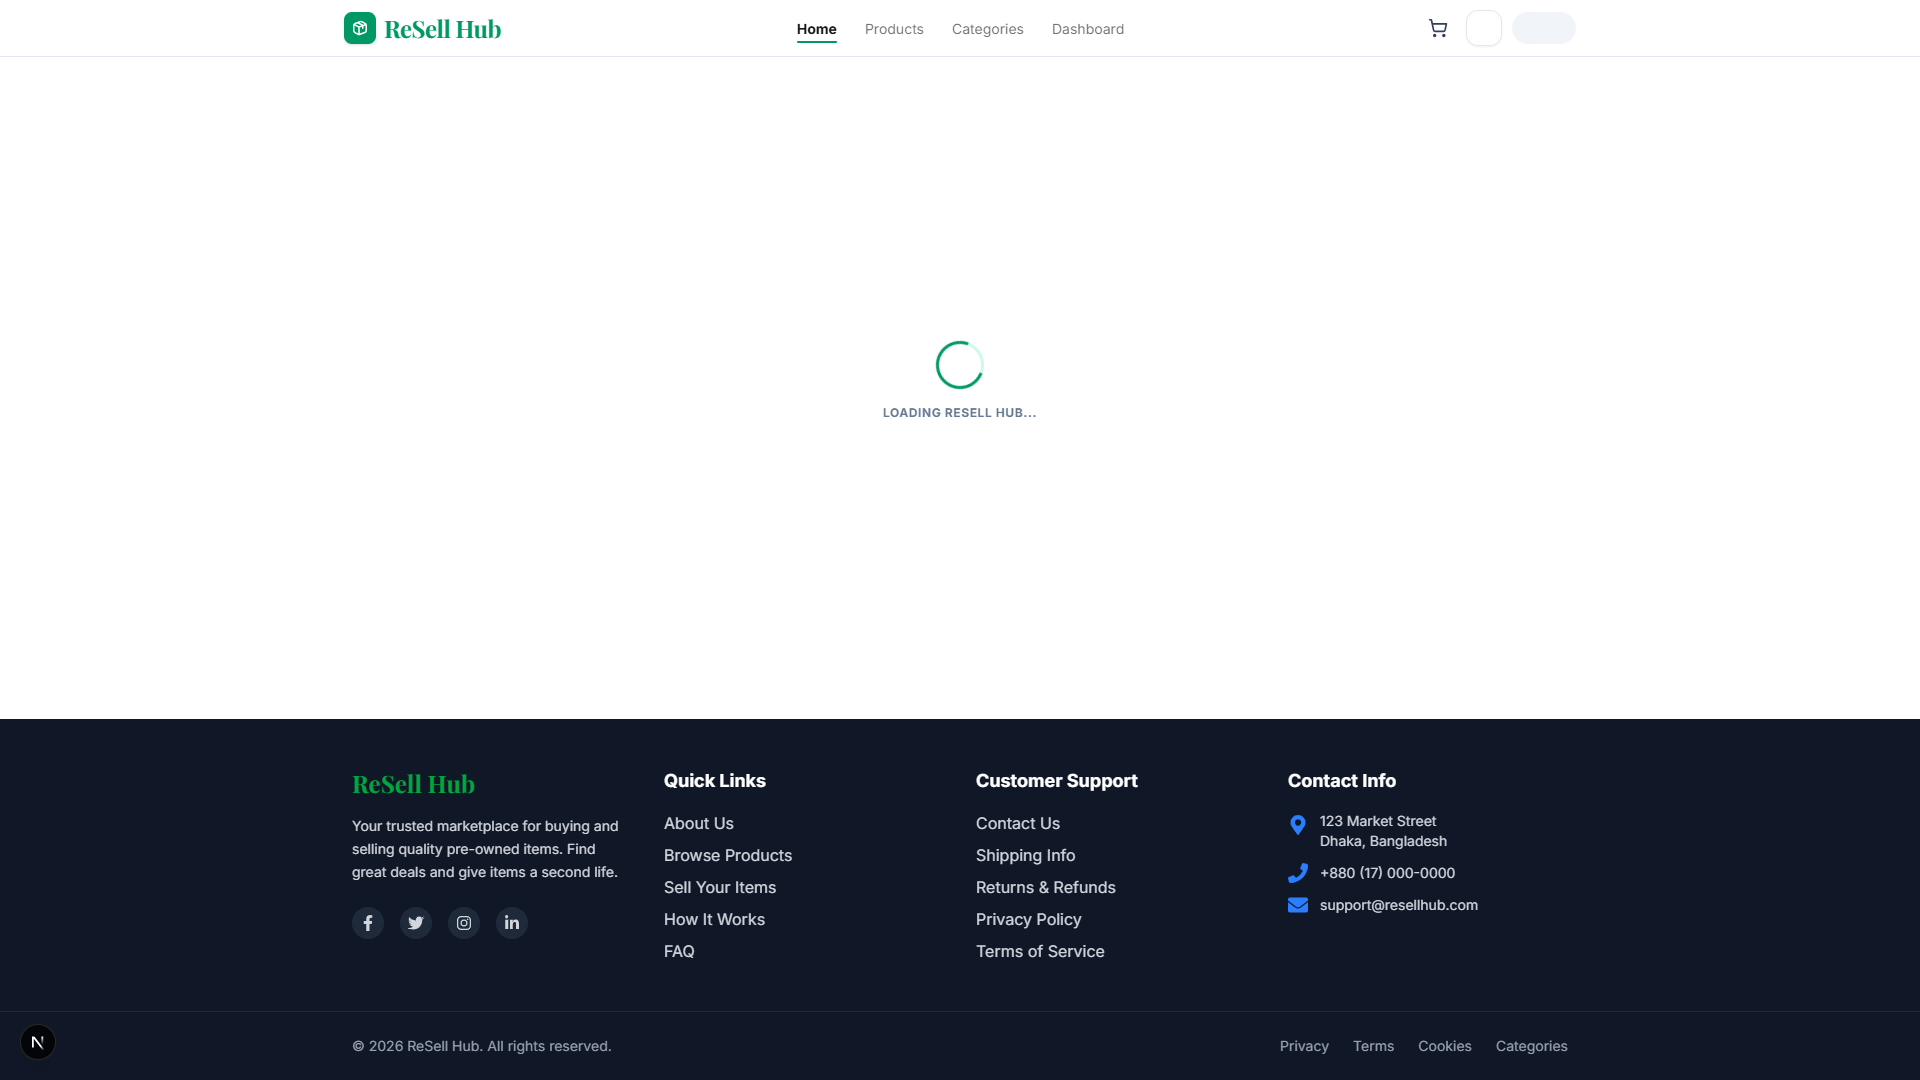 ReSell Hub
Home
Products
Categories
Dashboard
LOADING RESELL HUB...
ReSell Hub
Your trusted marketplace for buying and
selling quality pre-owned items. Find
great deals and give items a second life.
Quick Links
About Us
Browse Products
Sell Your Items
How It Works
FAQ
Customer Support
Contact Us
Shipping Info
Returns & Refunds
Privacy Policy
Terms of Service
Contact Info
123 Market Street
Dhaka, Bangladesh
+880 (17) 000-0000
support@resellhub.com
N
© 2026 ReSell Hub. All rights reserved.
Privacy
Terms
Cookies
Categories